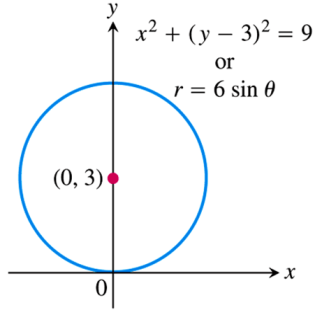 y
x² + (y − 3)² = 9
or
r = 6 sin θ
(0, 3)
x
0